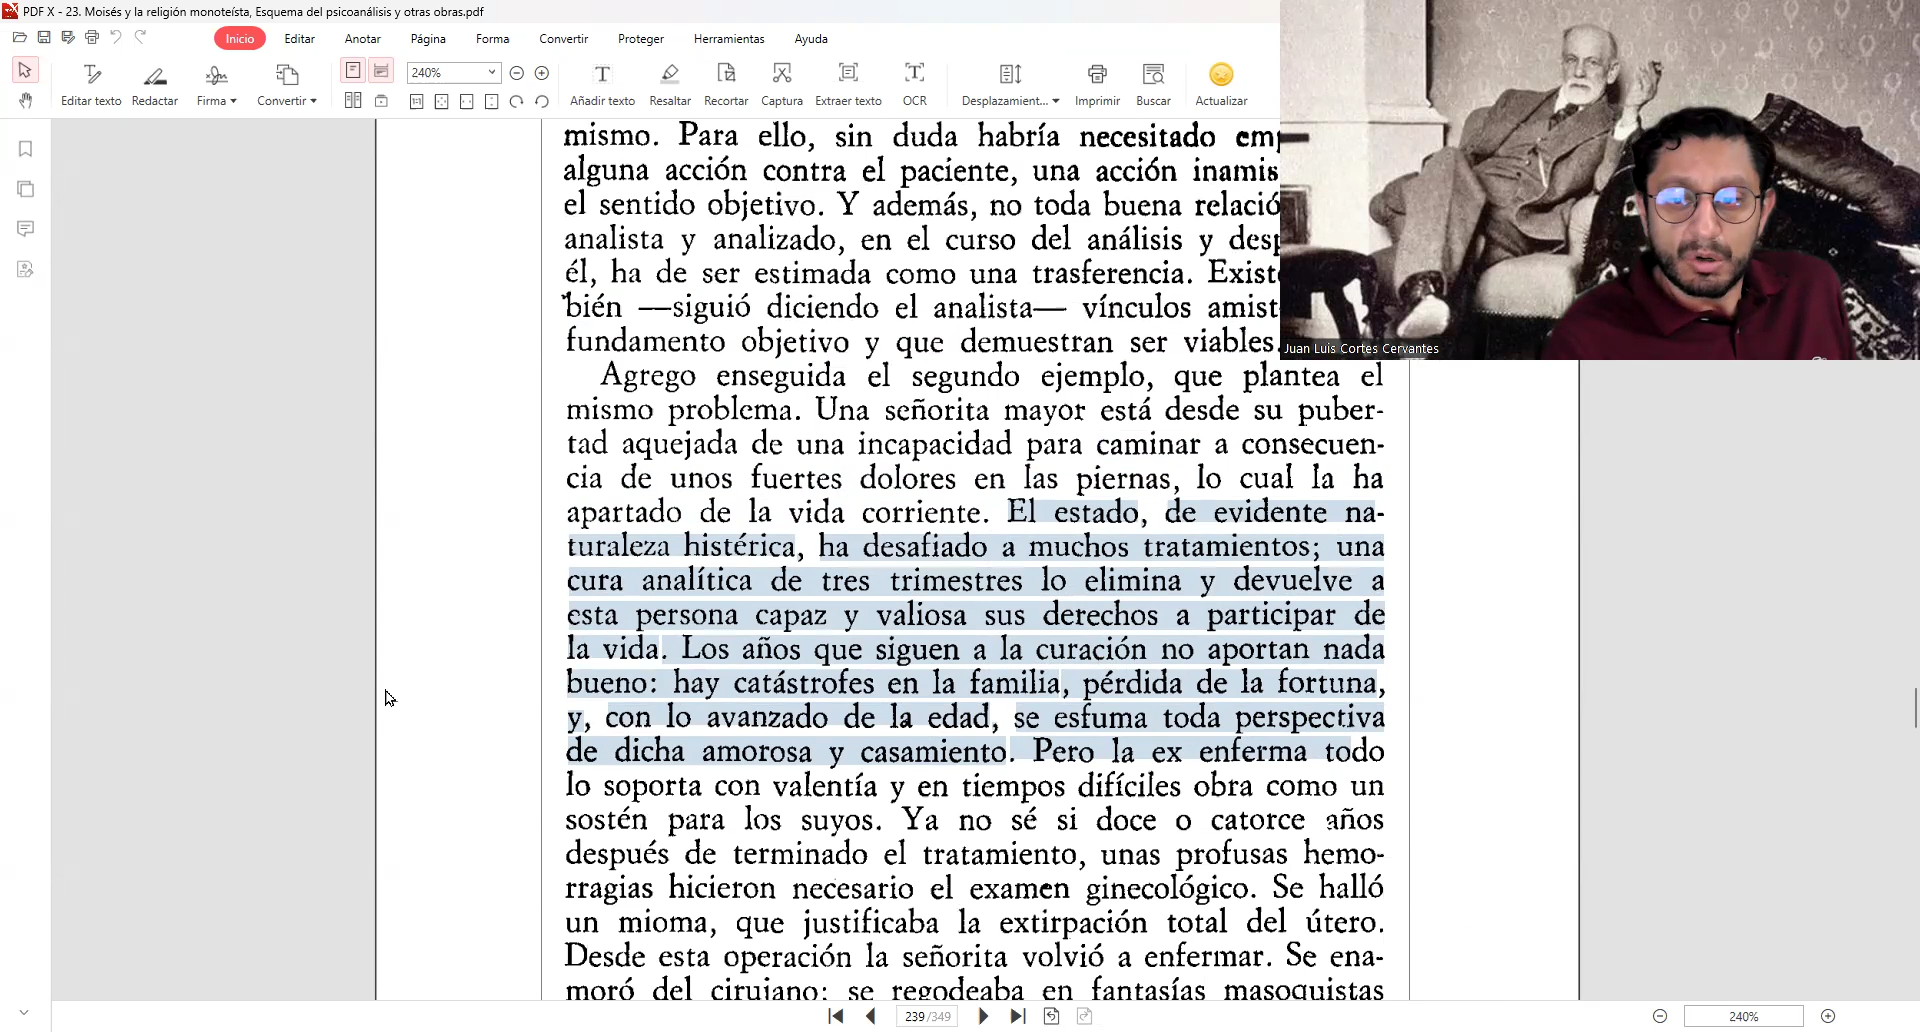 PDF X - 23. Moisés y la religión monoteísta, Esquema del psicoanálisis y otras obras.pdf
Inicio Editar Anotar Página Forma Convertir Proteger Herramientas Ayuda
240%
Editar texto Redactar Firma Convertir Añadir texto Resaltar Recortar Captura Extraer texto OCR Desplazamient... Imprimir Buscar Actualizar
mismo. Para ello, sin duda habría necesitado emp
alguna acción contra el paciente, una acción inamis
el sentido objetivo. Y además, no toda buena relació
analista y analizado, en el curso del análisis y desp
él, ha de ser estimada como una trasferencia. Exist
bién —siguió diciendo el analista— vínculos amist
fundamento objetivo y que demuestran ser viables.
Juan Luis Cortes Cervantes
Agrego enseguida el segundo ejemplo, que plantea el
mismo problema. Una señorita mayor está desde su puber-
tad aquejada de una incapacidad para caminar a consecuen-
cia de unos fuertes dolores en las piernas, lo cual la ha
apartado de la vida corriente. El estado, de evidente na-
turaleza histérica, ha desafiado a muchos tratamientos; una
cura analítica de tres trimestres lo elimina y devuelve a
esta persona capaz y valiosa sus derechos a participar de
la vida. Los años que siguen a la curación no aportan nada
bueno: hay catástrofes en la familia, pérdida de la fortuna,
y, con lo avanzado de la edad, se esfuma toda perspectiva
de dicha amorosa y casamiento. Pero la ex enferma todo
lo soporta con valentía y en tiempos difíciles obra como un
sostén para los suyos. Ya no sé si doce o catorce años
después de terminado el tratamiento, unas profusas hemo-
rragias hicieron necesario el examen ginecológico. Se halló
un mioma, que justificaba la extirpación total del útero.
Desde esta operación la señorita volvió a enfermar. Se ena-
moró del cirujano; se regodeaba en fantasías masoquistas
239 /349
240%